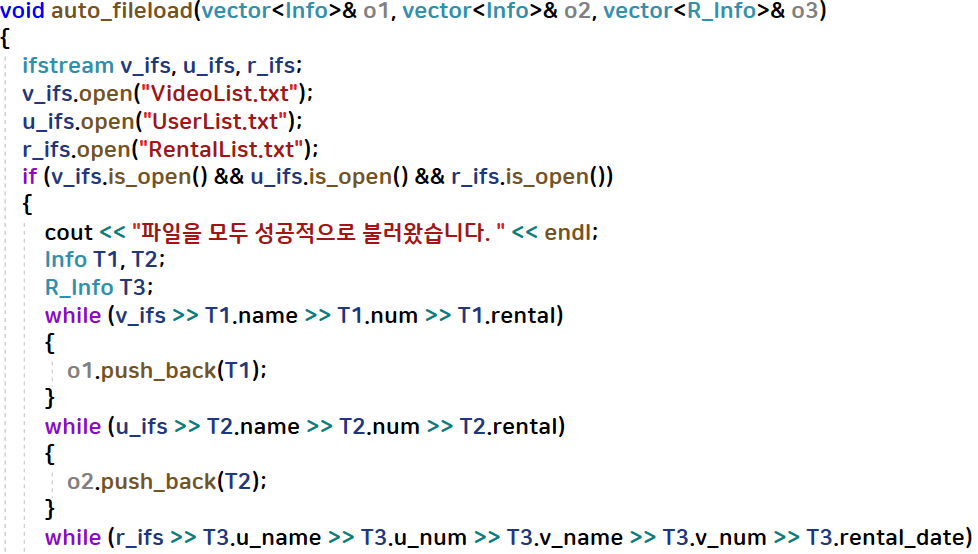 void auto_fileload(vector<Info>& o1, vector<Info>& o2, vector<R_Info>& o3)
{
ifstream v_ifs, u_ifs, r_ifs;
v_ifs.open("VideoList.txt");
u_ifs.open("UserList.txt");
r_ifs.open("RentalList.txt");
if (v_ifs.is_open() && u_ifs.is_open() && r_ifs.is_open())
{
cout << "파일을 모두 성공적으로 불러왔습니다. " << endl;
Info T1, T2;
R_Info T3;
while (v_ifs >> T1.name >> T1.num >> T1.rental)
{
o1.push_back(T1);
}
while (u_ifs >> T2.name >> T2.num >> T2.rental)
{
o2.push_back(T2);
}
while (r_ifs >> T3.u_name >> T3.u_num >> T3.v_name >> T3.v_num >> T3.rental_date)